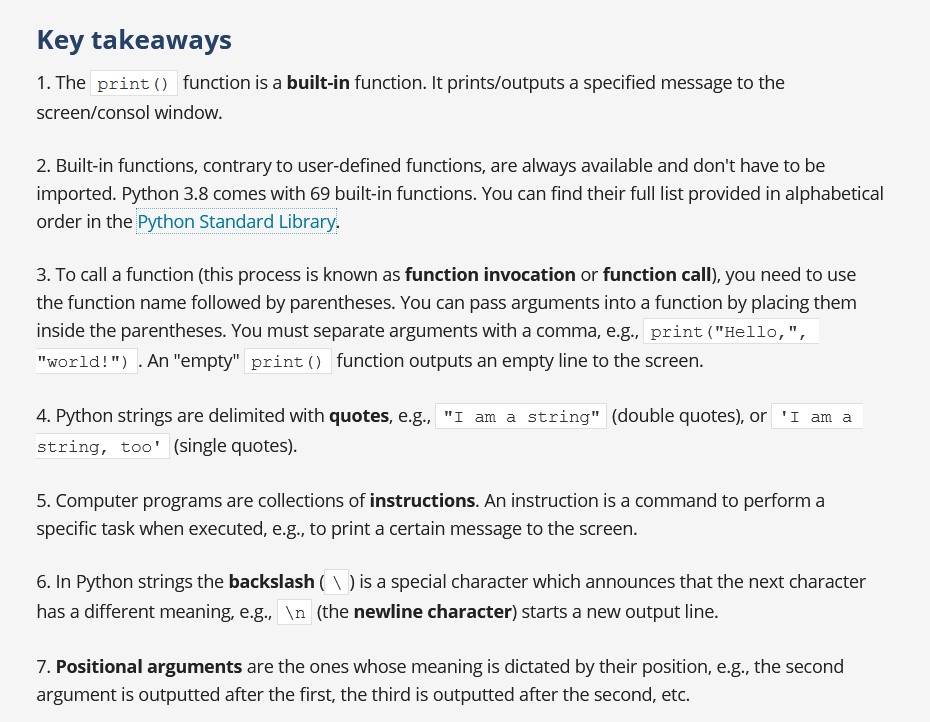 Key takeaways
1. The print() function is a built-in function. It prints/outputs a specified message to the
screen/consol window.
2. Built-in functions, contrary to user-defined functions, are always available and don't have to be
imported. Python 3.8 comes with 69 built-in functions. You can find their full list provided in alphabetical
order in the Python Standard Library.
3. To call a function (this process is known as function invocation or function call), you need to use
the function name followed by parentheses. You can pass arguments into a function by placing them
inside the parentheses. You must separate arguments with a comma, e.g., print("Hello,",
"world!"). An "empty" print() function outputs an empty line to the screen.
4. Python strings are delimited with quotes, e.g., "I am a string" (double quotes), or 'I am a
string, too' (single quotes).
5. Computer programs are collections of instructions. An instruction is a command to perform a
specific task when executed, e.g., to print a certain message to the screen.
6. In Python strings the backslash (\) is a special character which announces that the next character
has a different meaning, e.g., \n (the newline character) starts a new output line.
7. Positional arguments are the ones whose meaning is dictated by their position, e.g., the second
argument is outputted after the first, the third is outputted after the second, etc.